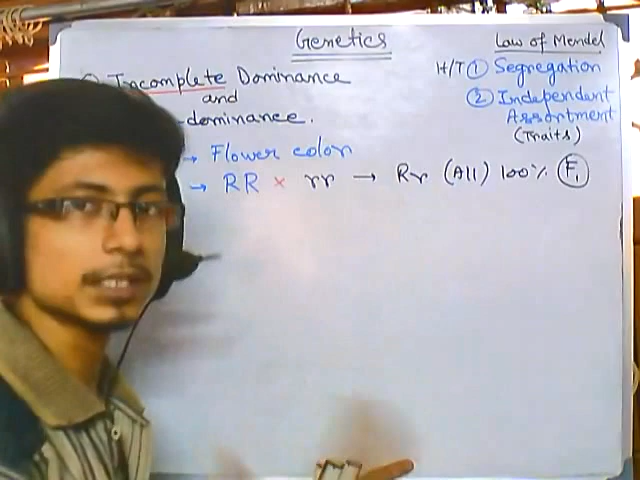 Genetics
Incomplete Dominance
and
-dominance.
→ Flower color
→ RR × rr → Rr (All) 100% F₁
Law of Mendel
H/T ① Segregation
② Independent
Assortment
(Traits)